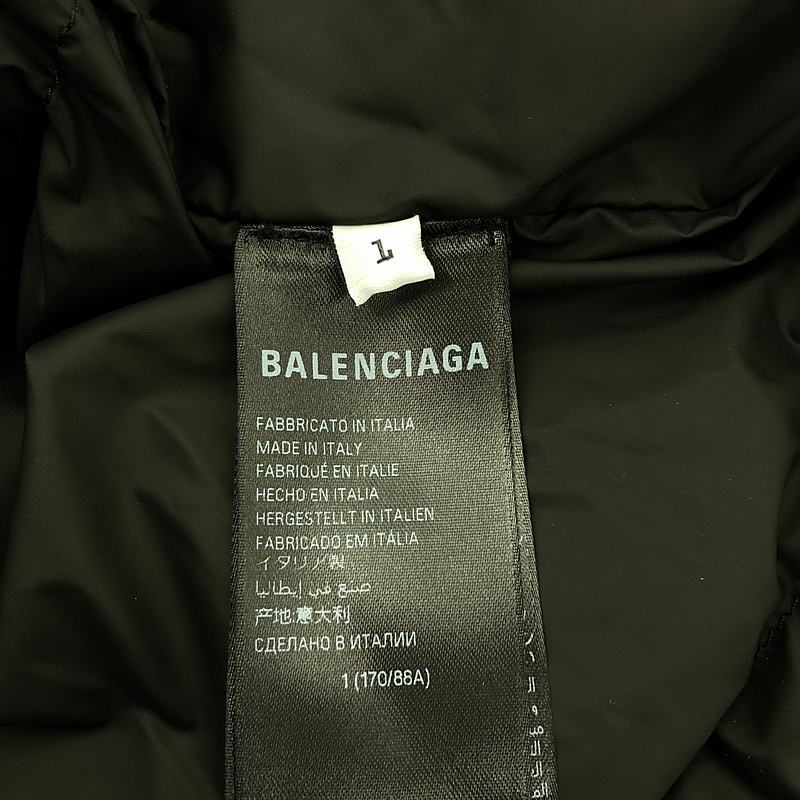 1
BALENCIAGA
FABBRICATO IN ITALIA
MADE IN ITALY
FABRIQUÉ EN ITALIE
HECHO EN ITALIA
HERGESTELLT IN ITALIEN
FABRICADO EM ITÁLIA
イタリア製
صنع في إيطاليا
产地:意大利
СДЕЛАНО В ИТАЛИИ
1 (170/88A)